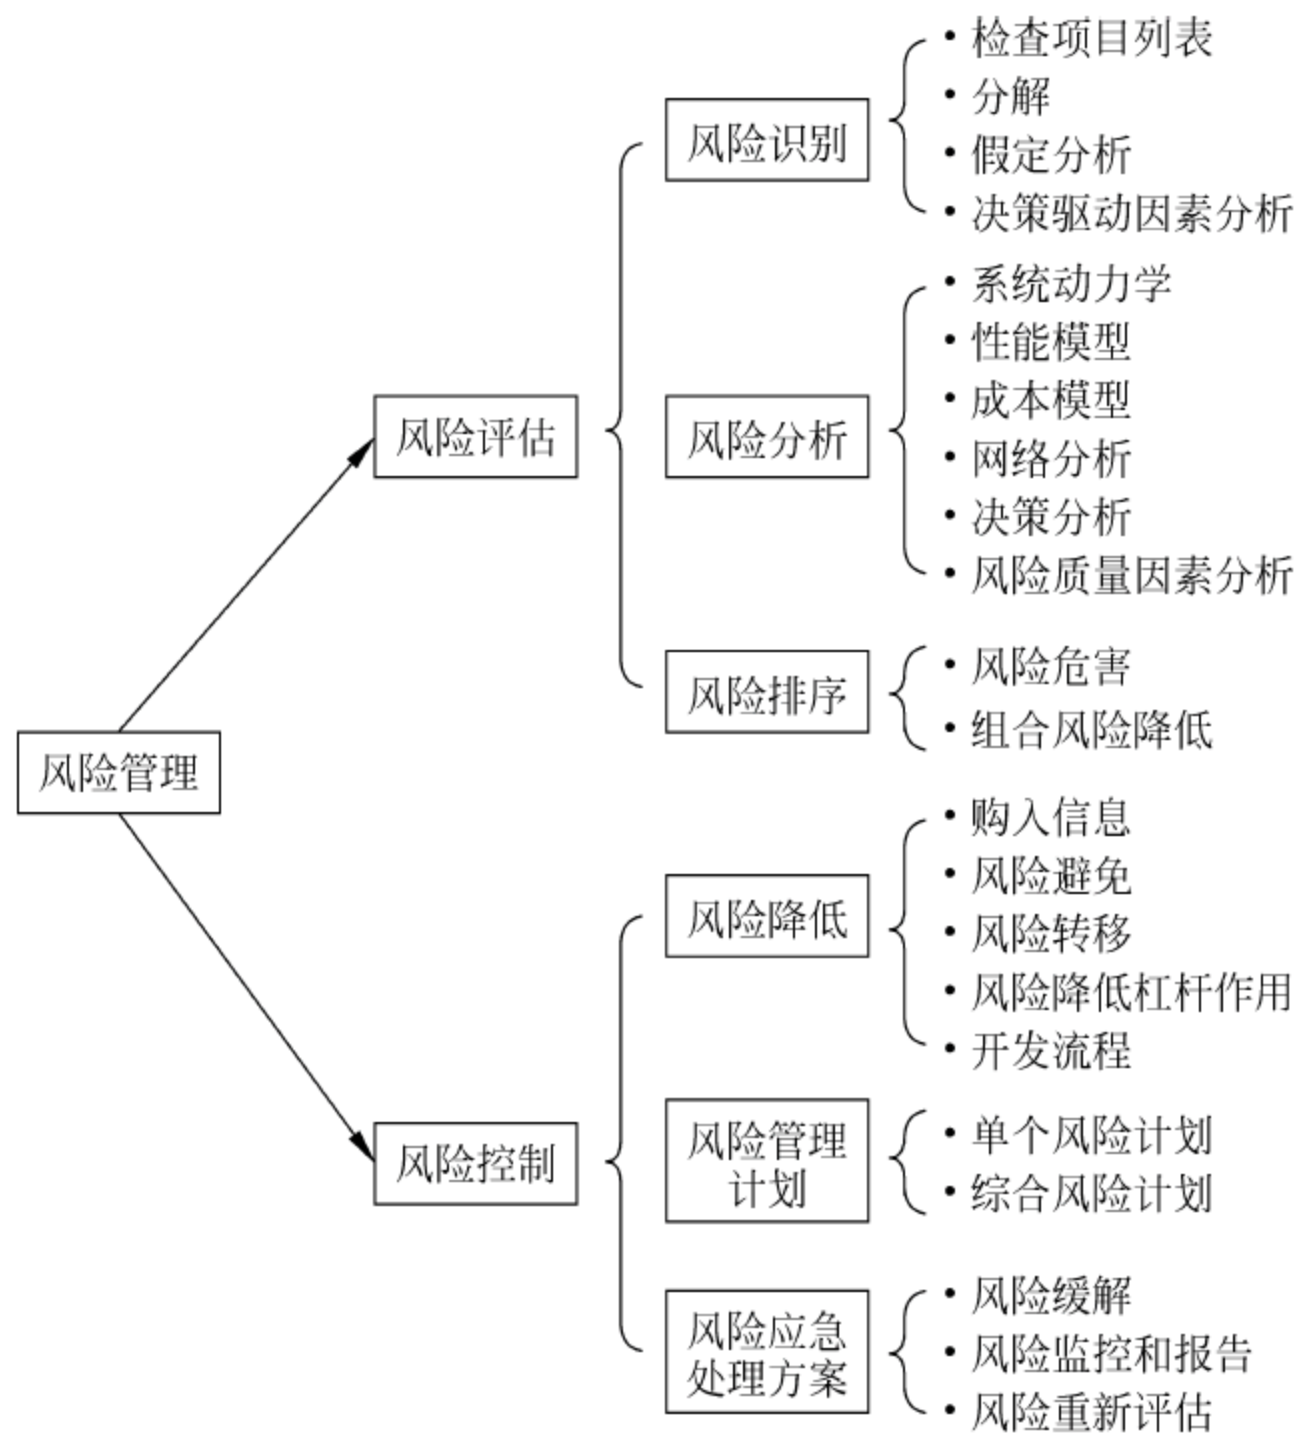 风险管理
风险评估
风险识别
• 检查项目列表
• 分解
• 假定分析
• 决策驱动因素分析
风险分析
• 系统动力学
• 性能模型
• 成本模型
• 网络分析
• 决策分析
• 风险质量因素分析
风险排序
• 风险危害
• 组合风险降低
风险控制
风险降低
• 购入信息
• 风险避免
• 风险转移
• 风险降低杠杆作用
• 开发流程
风险管理
计划
• 单个风险计划
• 综合风险计划
风险应急
处理方案
• 风险缓解
• 风险监控和报告
• 风险重新评估